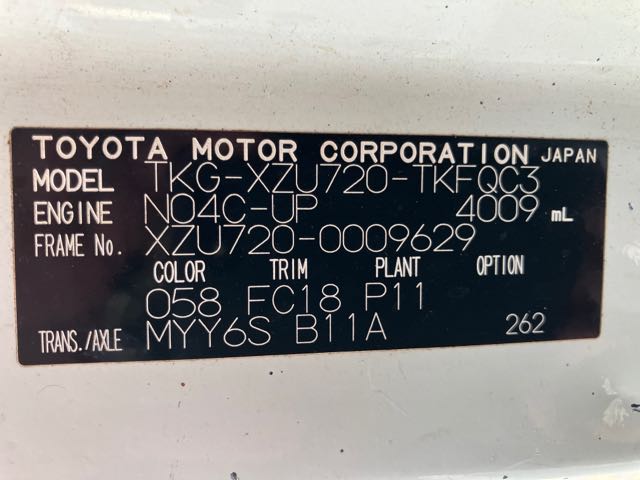 TOYOTA MOTOR CORPORATION JAPAN
MODEL TKG-XZU720-TKFQC3
ENGINE N04C-UP 4009 mL
FRAME No. XZU720-0009629
COLOR TRIM PLANT OPTION
058 FC18 P11
TRANS./AXLE MYY6S B11A 262